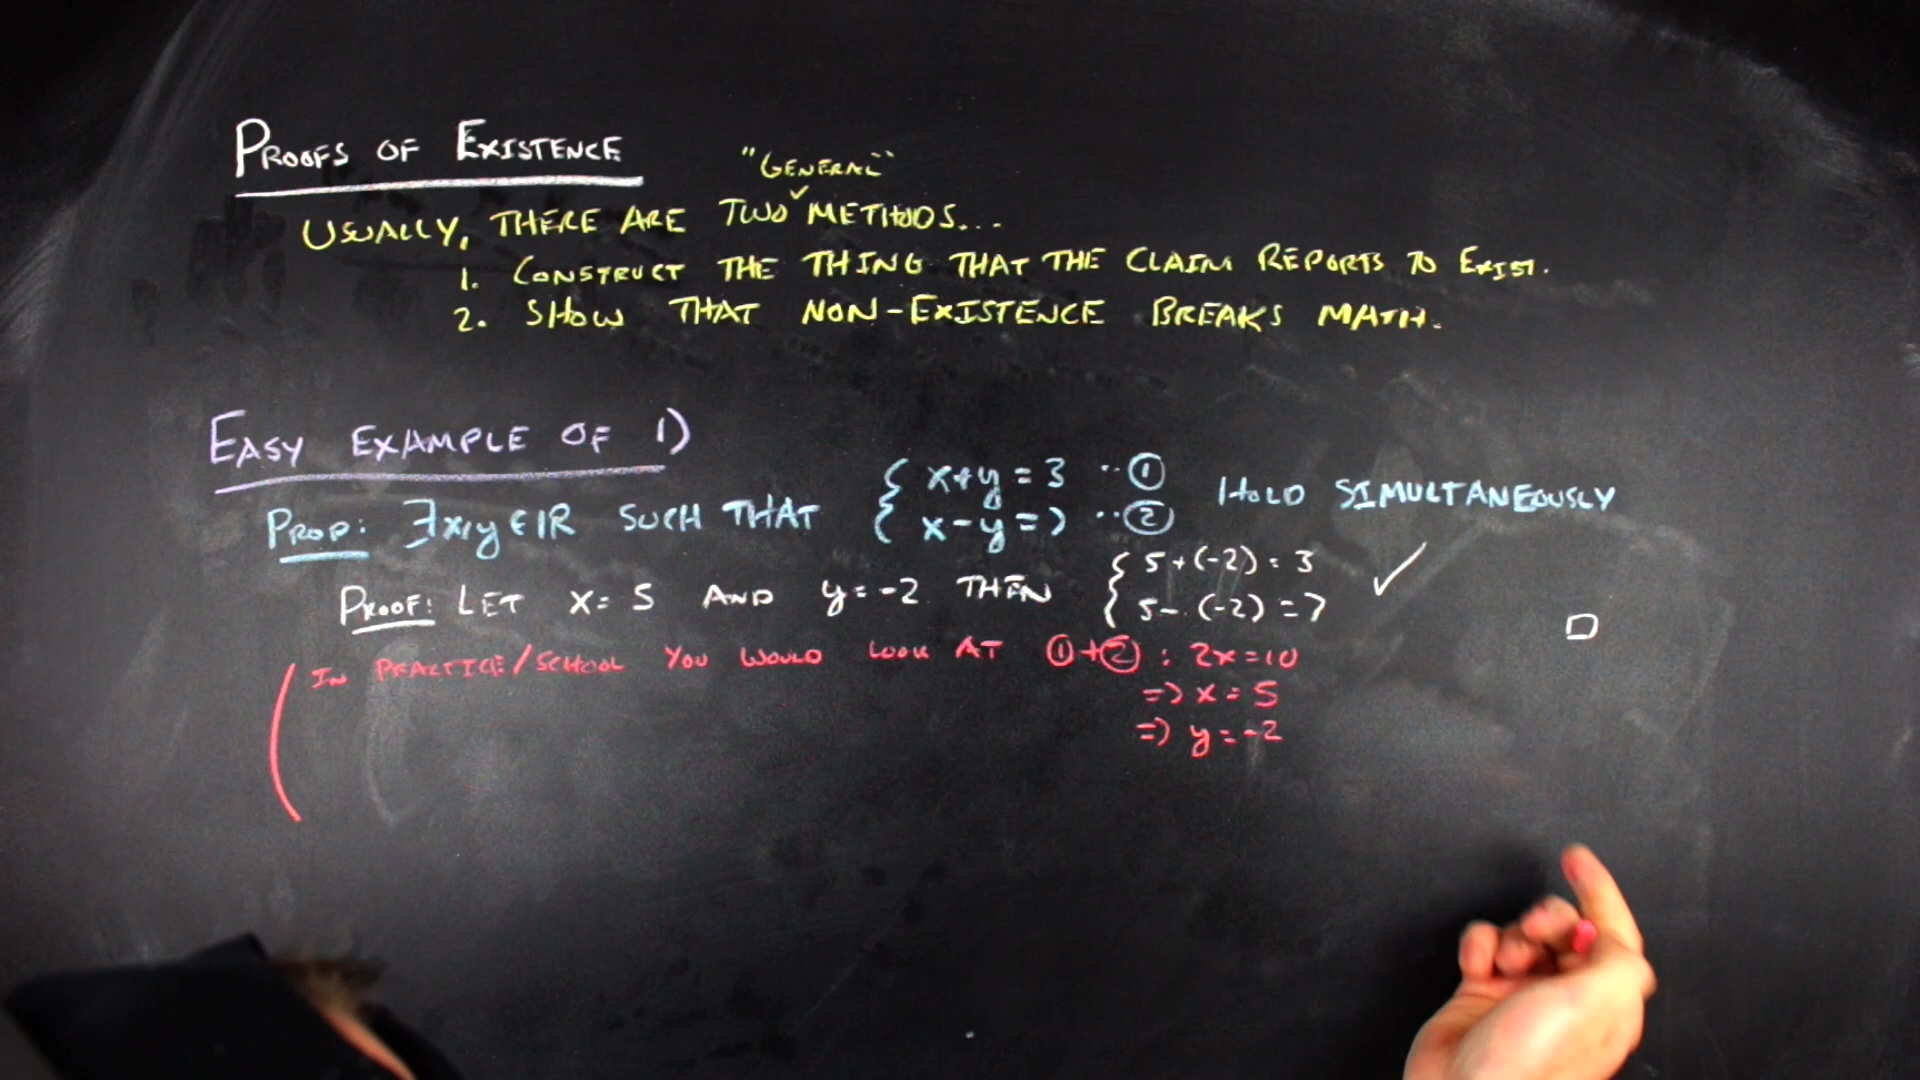 PROOFS OF EXISTENCE
"GENERAL"
USUALLY, THERE ARE TWO ✓ METHODS...
1. CONSTRUCT THE THING THAT THE CLAIM REPORTS TO EXIST.
2. SHOW THAT NON-EXISTENCE BREAKS MATH.
EASY EXAMPLE OF 1)
PROP: ∃x,y∈ℝ SUCH THAT { x+y=3 ..① HOLD SIMULTANEOUSLY
{ x-y=7 ..②
PROOF: LET x=5 AND y=-2 THEN { 5+(-2)=3 ✓
{ 5-(-2)=7 □
(IN PRACTICE/SCHOOL YOU WOULD LOOK AT ①+②: 2x=10
=> x=5
=> y=-2